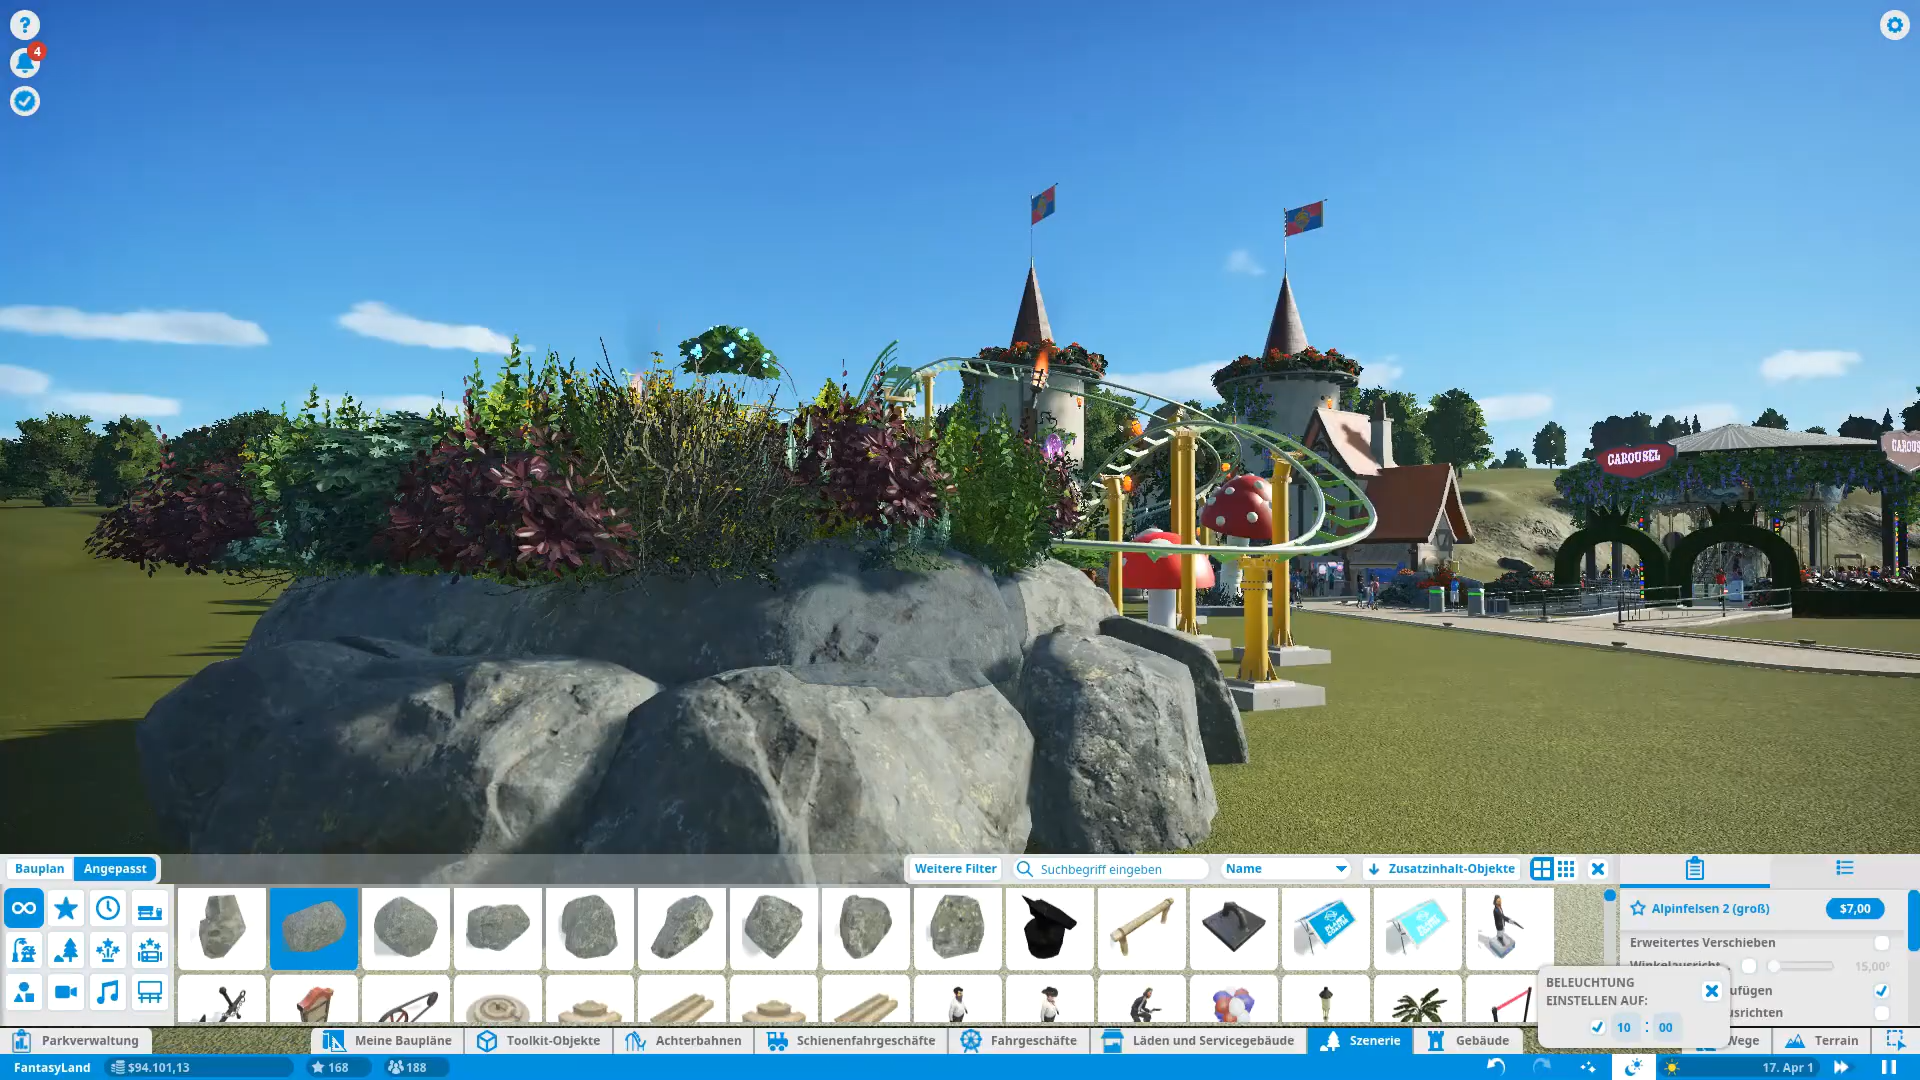 ?
4
CAROUSEL
Bauplan
Angepasst
Weitere Filter
Suchbegriff eingeben
Name
Zusatzinhalt-Objekte
Alpinfelsen 2 (groß)
$7,00
Erweitertes Verschieben
15,00°
BELEUCHTUNG
EINSTELLEN AUF:
10 : 00
Parkverwaltung
Meine Baupläne
Toolkit-Objekte
Achterbahnen
Schienenfahrgeschäfte
Fahrgeschäfte
Läden und Servicegebäude
Szenerie
Gebäude
Wege
Terrain
FantasyLand
$94.101,13
168
188
17. Apr 1